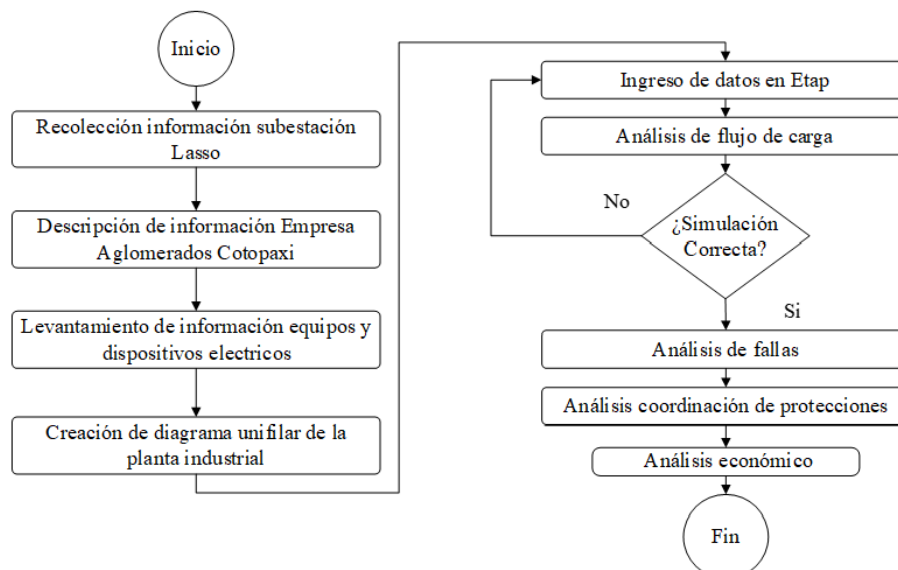 Inicio
Recolección información subestación
Lasso
Descripción de información Empresa
Aglomerados Cotopaxi
Levantamiento de información equipos y
dispositivos electricos
Creación de diagrama unifilar de la
planta industrial
Ingreso de datos en Etap
Análisis de flujo de carga
¿Simulación
Correcta?
No
Si
Análisis de fallas
Análisis coordinación de protecciones
Análisis económico
Fin